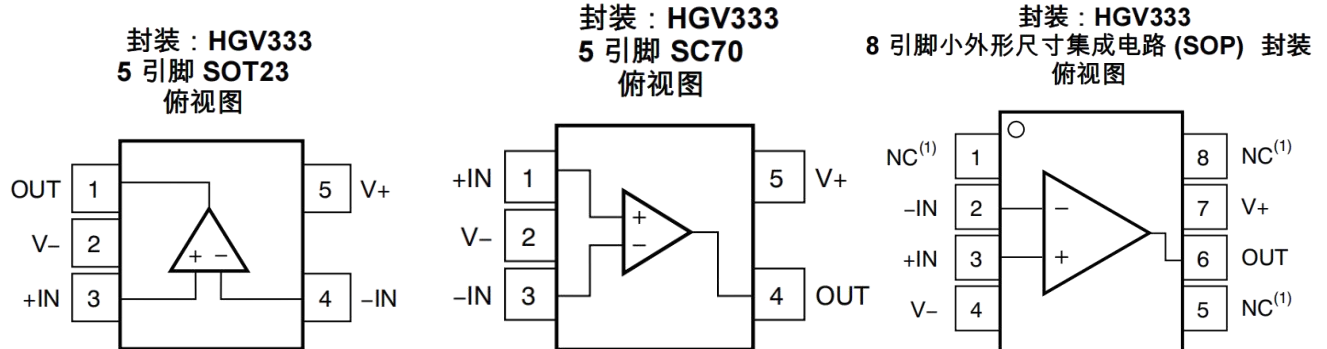 封装：HGV333
5 引脚 SOT23
俯视图
OUT 1
V– 2
+IN 3
5 V+
4 –IN
+ –
封装：HGV333
5 引脚 SC70
俯视图
+IN 1
V– 2
–IN 3
5 V+
4 OUT
+
–
封装：HGV333
8 引脚小外形尺寸集成电路 (SOP) 封装
俯视图
NC(1) 1
–IN 2
+IN 3
V– 4
8 NC(1)
7 V+
6 OUT
5 NC(1)
–
+